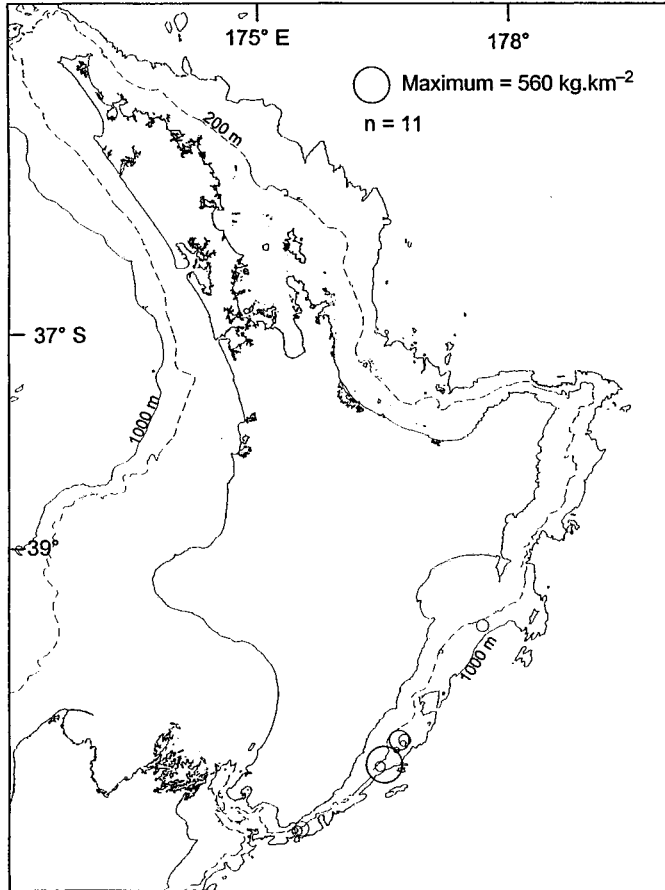 175° E
178°
Maximum = 560 kg.km⁻²
n = 11
200 m
37° S
1000 m
39°
1000 m